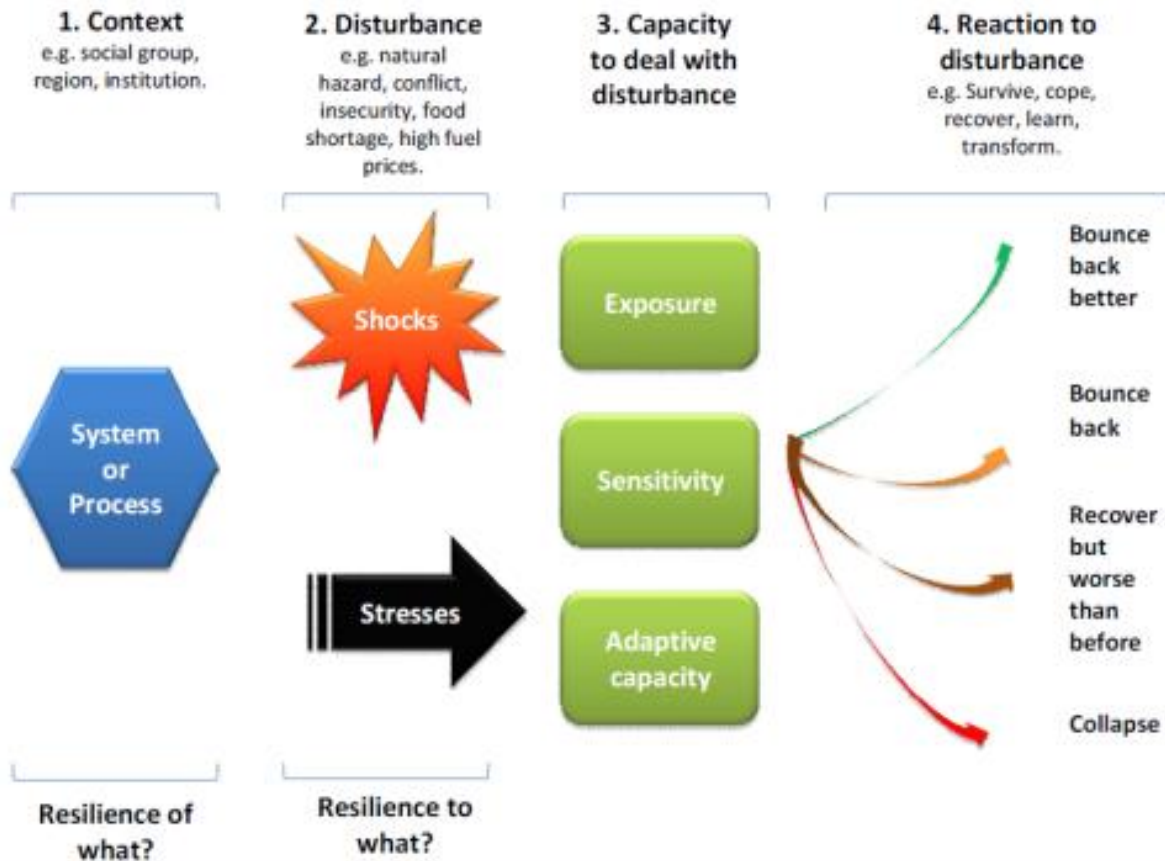 1. Context
e.g. social group,
region, institution.
2. Disturbance
e.g. natural
hazard, conflict,
insecurity, food
shortage, high fuel
prices.
3. Capacity
to deal with
disturbance
4. Reaction to
disturbance
e.g. Survive, cope,
recover, learn,
transform.
System
or
Process
Shocks
Stresses
Exposure
Sensitivity
Adaptive
capacity
Bounce
back
better
Bounce
back
Recover
but
worse
than
before
Collapse
Resilience of
what?
Resilience to
what?